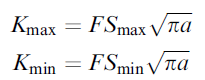 K_max = FS_max √πa
K_min = FS_min √πa